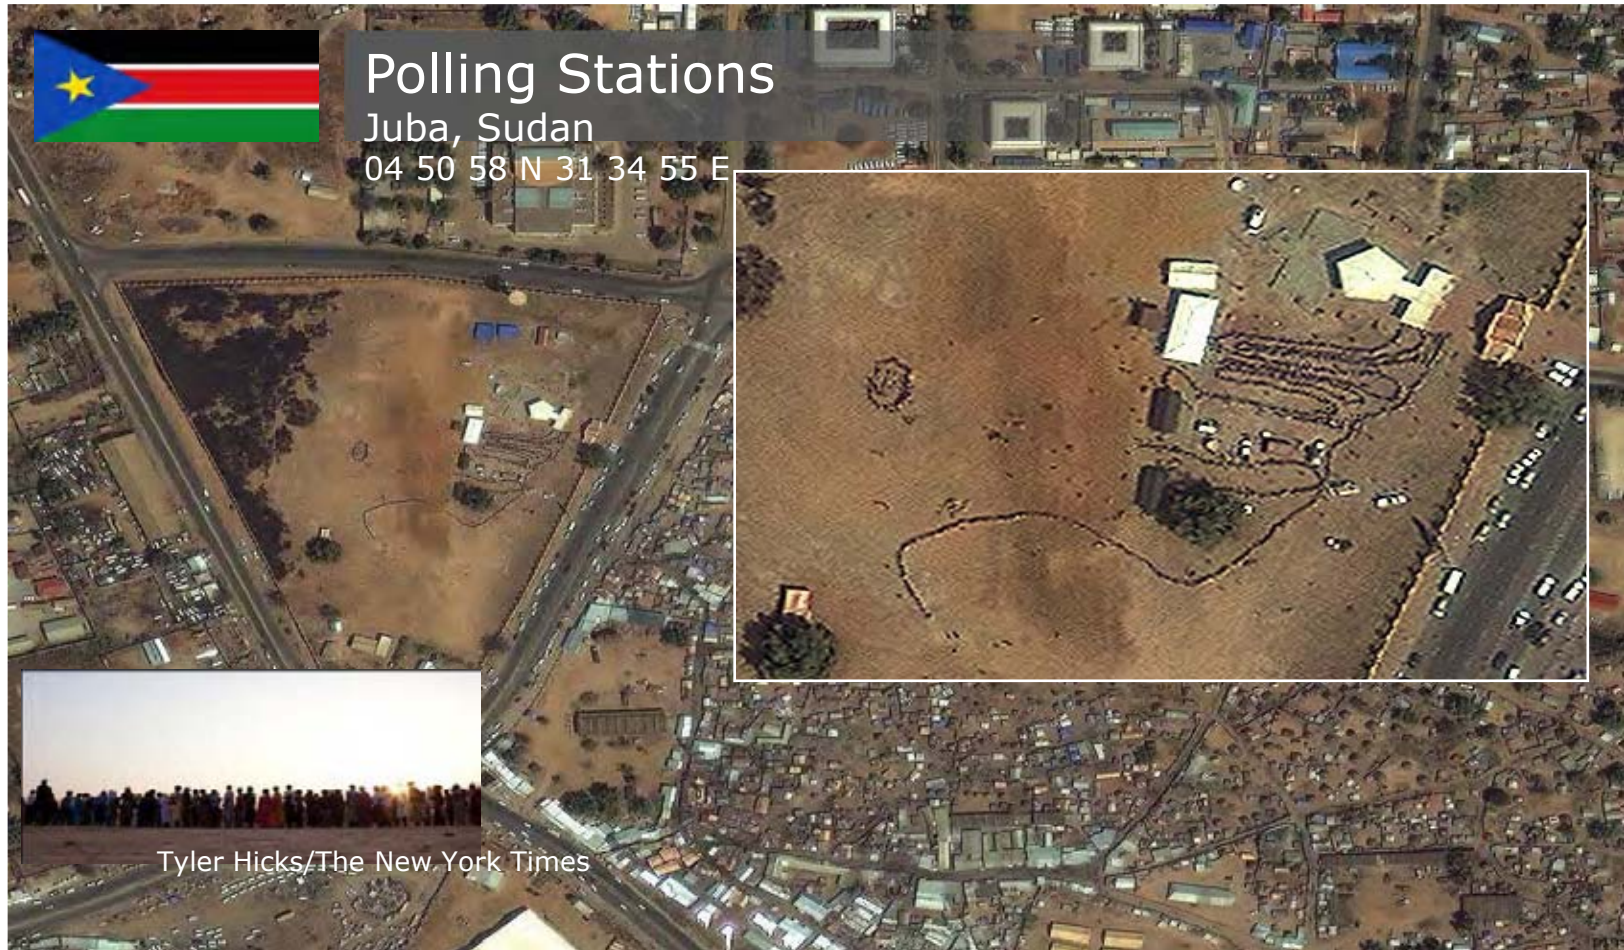 Polling Stations
Juba, Sudan
04 50 58 N 31 34 55 E
Tyler Hicks/The New York Times